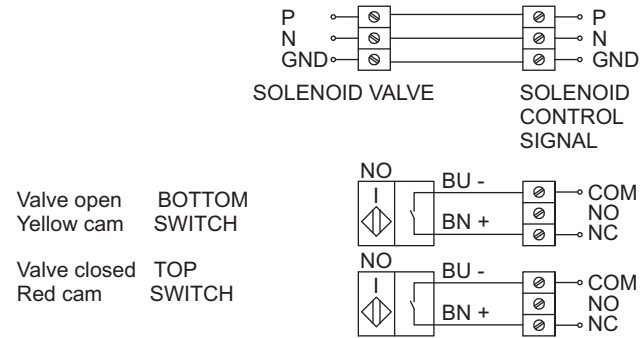 P P
N N
GND GND
SOLENOID VALVE SOLENOID
CONTROL
SIGNAL
NO
BU - COM
Valve open BOTTOM NO
Yellow cam SWITCH BN + NC
NO
Valve closed TOP BU - COM
Red cam SWITCH NO
BN + NC